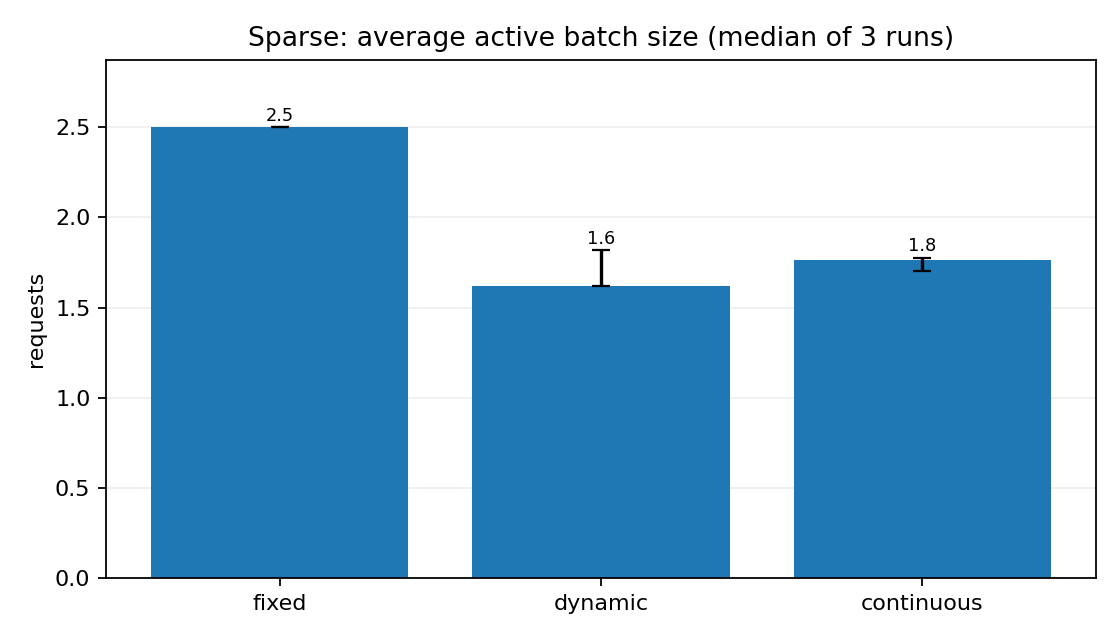 Sparse: average active batch size (median of 3 runs)
requests
2.5
2.0
1.5
1.0
0.5
0.0
2.5
1.6
1.8
fixed
dynamic
continuous